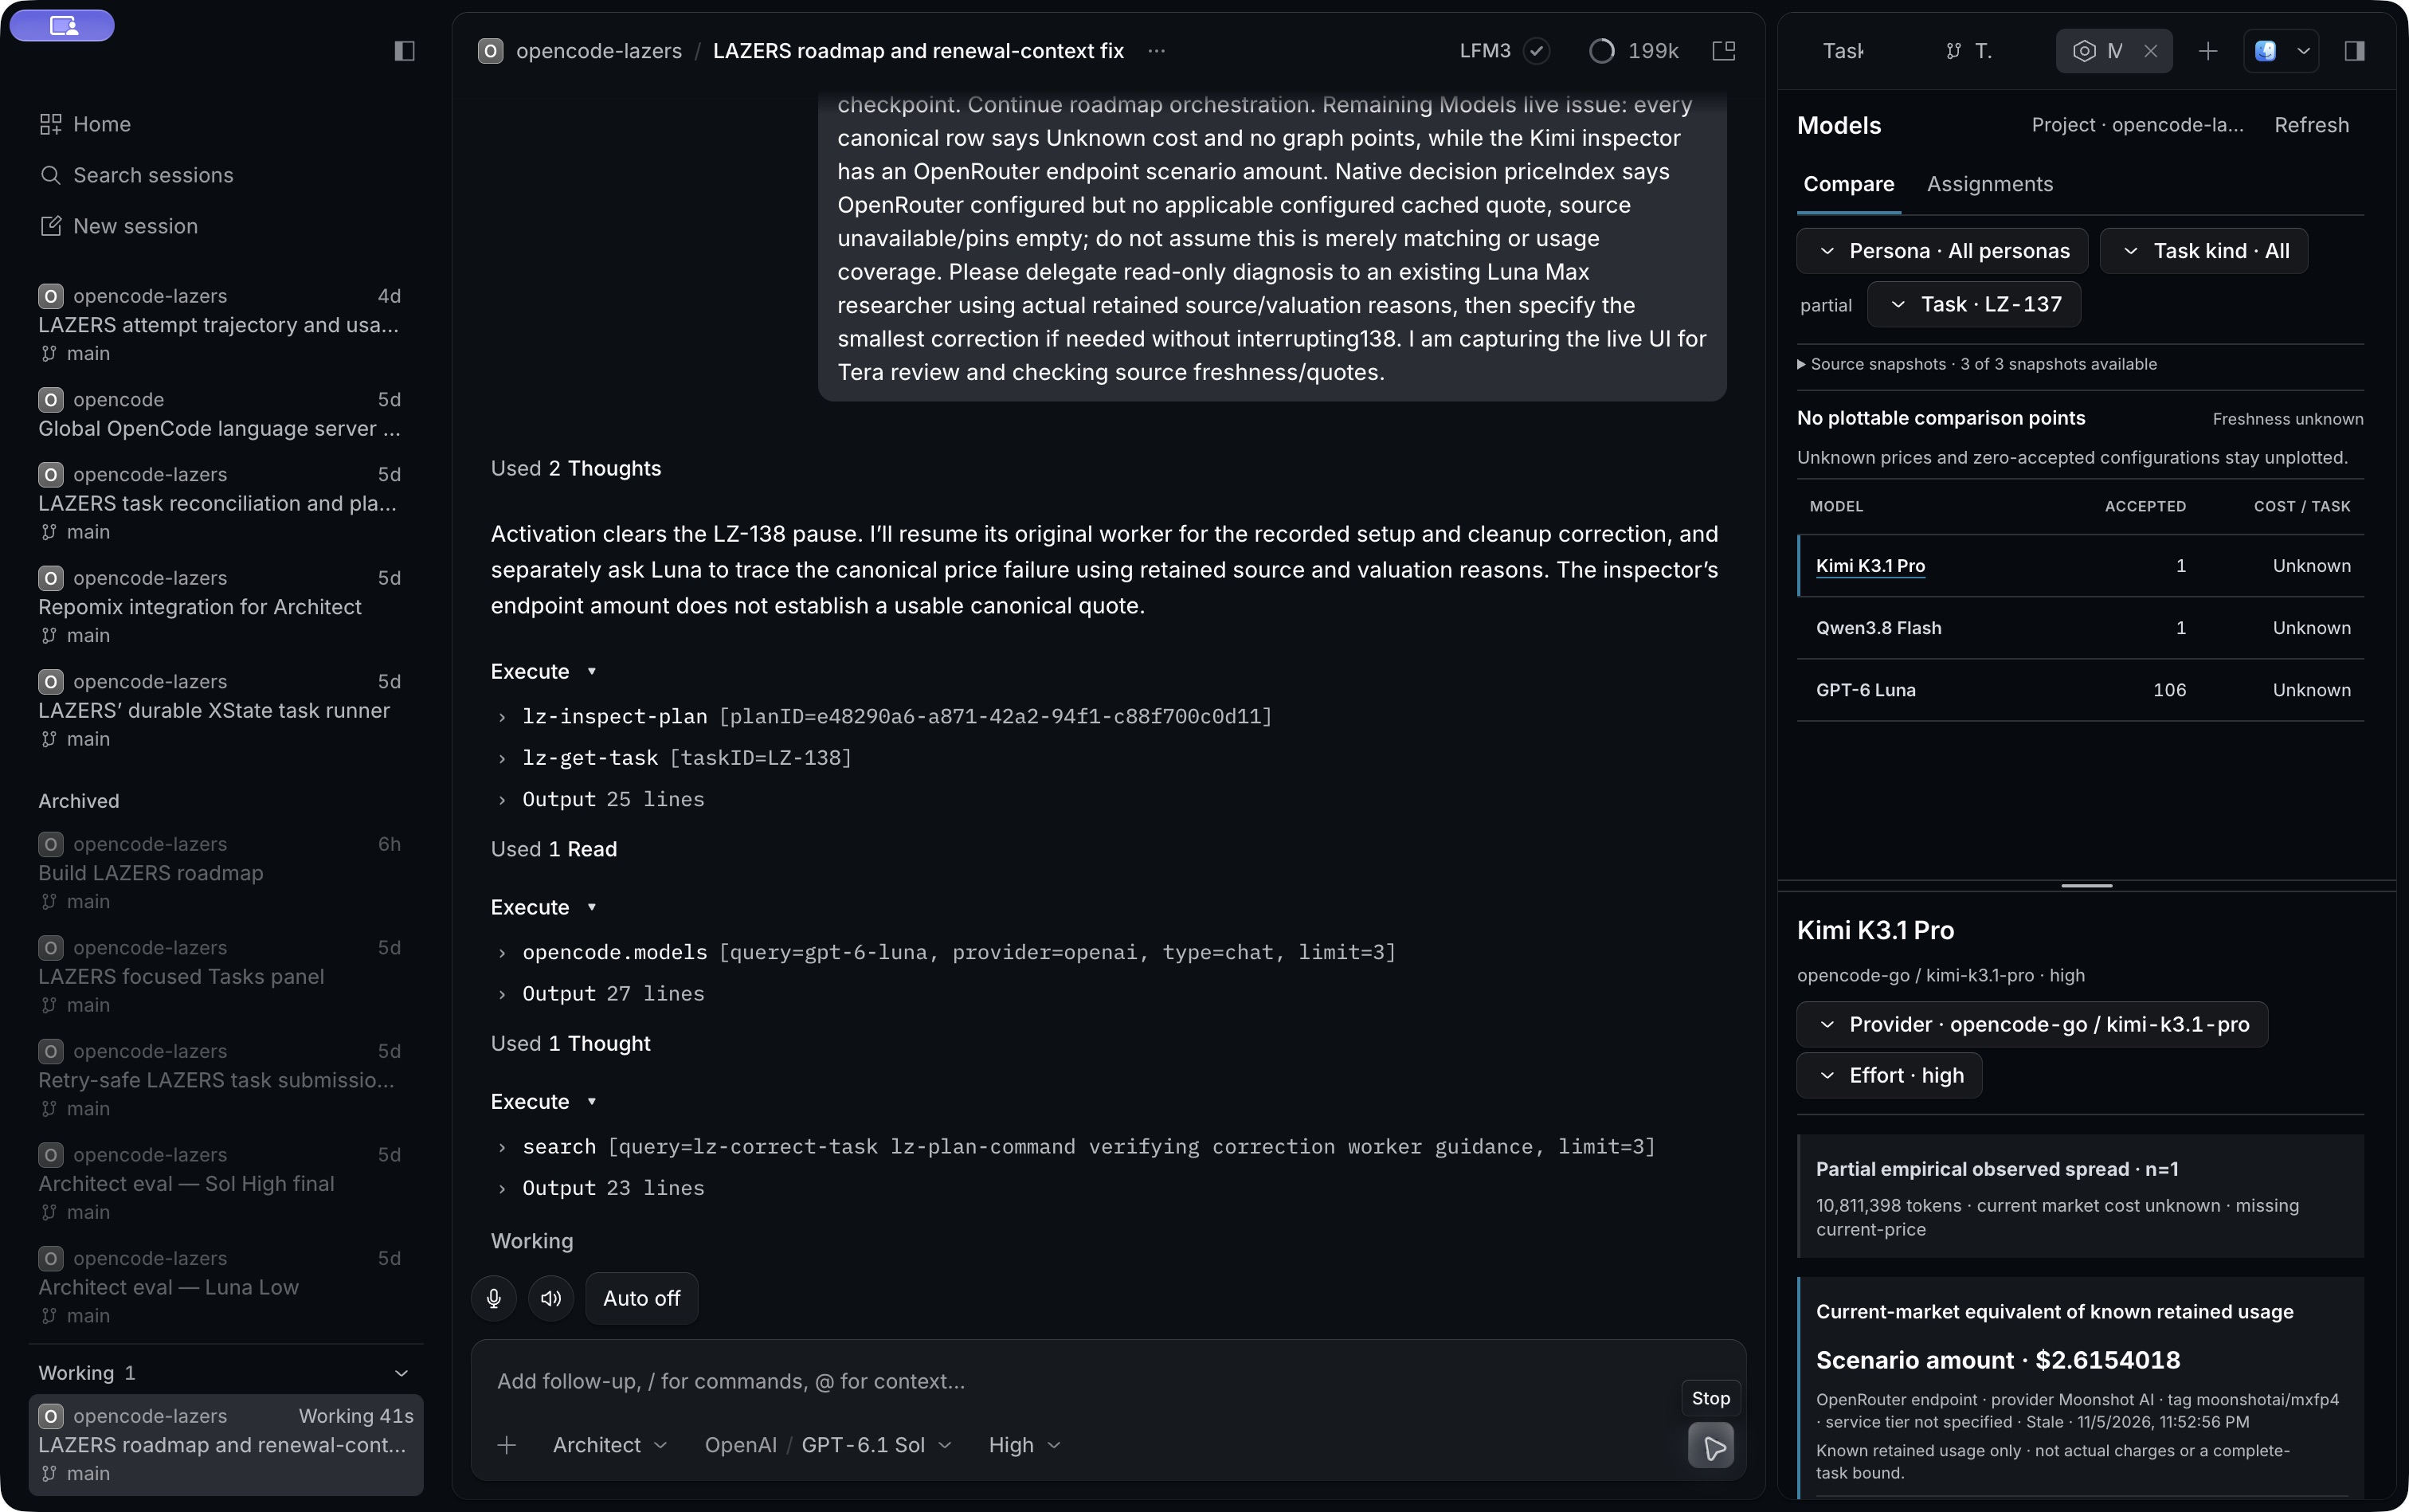 Home
Search sessions
New session
O opencode-lazers 4d
LAZERS attempt trajectory and usa...
main
O opencode 5d
Global OpenCode language server ...
O opencode-lazers 5d
LAZERS task reconciliation and pla...
main
O opencode-lazers 5d
Repomix integration for Architect
main
O opencode-lazers 5d
LAZERS’ durable XState task runner
main
Archived
O opencode-lazers 6h
Build LAZERS roadmap
main
O opencode-lazers 5d
LAZERS focused Tasks panel
main
O opencode-lazers 5d
Retry-safe LAZERS task submissio...
main
O opencode-lazers 5d
Architect eval — Sol High final
main
O opencode-lazers 5d
Architect eval — Luna Low
main
Working 1
O opencode-lazers Working 41s
LAZERS roadmap and renewal-cont...
main
O opencode-lazers / LAZERS roadmap and renewal-context fix ... LFM3 199k
checkpoint. Continue roadmap orchestration. Remaining Models live issue: every
canonical row says Unknown cost and no graph points, while the Kimi inspector
has an OpenRouter endpoint scenario amount. Native decision priceIndex says
OpenRouter configured but no applicable configured cached quote, source
unavailable/pins empty; do not assume this is merely matching or usage
coverage. Please delegate read-only diagnosis to an existing Luna Max
researcher using actual retained source/valuation reasons, then specify the
smallest correction if needed without interrupting138. I am capturing the live UI for
Tera review and checking source freshness/quotes.
Used 2 Thoughts
Activation clears the LZ-138 pause. I’ll resume its original worker for the recorded setup and cleanup correction, and
separately ask Luna to trace the canonical price failure using retained source and valuation reasons. The inspector’s
endpoint amount does not establish a usable canonical quote.
Execute
lz-inspect-plan [planID=e48290a6-a871-42a2-94f1-c88f700c0d11]
lz-get-task [taskID=LZ-138]
Output 25 lines
Used 1 Read
Execute
opencode.models [query=gpt-6-luna, provider=openai, type=chat, limit=3]
Output 27 lines
Used 1 Thought
Execute
search [query=lz-correct-task lz-plan-command verifying correction worker guidance, limit=3]
Output 23 lines
Working
Auto off
Add follow-up, / for commands, @ for context...
Stop
Architect OpenAI / GPT-6.1 Sol High
Task T. M
Models Project · opencode-la... Refresh
Compare Assignments
Persona · All personas Task kind · All
partial Task · LZ-137
Source snapshots · 3 of 3 snapshots available
No plottable comparison points Freshness unknown
Unknown prices and zero-accepted configurations stay unplotted.
MODEL ACCEPTED COST / TASK
Kimi K3.1 Pro 1 Unknown
Qwen3.8 Flash 1 Unknown
GPT-6 Luna 106 Unknown
Kimi K3.1 Pro
opencode-go / kimi-k3.1-pro · high
Provider · opencode-go / kimi-k3.1-pro
Effort · high
Partial empirical observed spread · n=1
10,811,398 tokens · current market cost unknown · missing
current-price
Current-market equivalent of known retained usage
Scenario amount · $2.6154018
OpenRouter endpoint · provider Moonshot AI · tag moonshotai/mxfp4
· service tier not specified · Stale · 11/5/2026, 11:52:56 PM
Known retained usage only · not actual charges or a complete-
task bound.